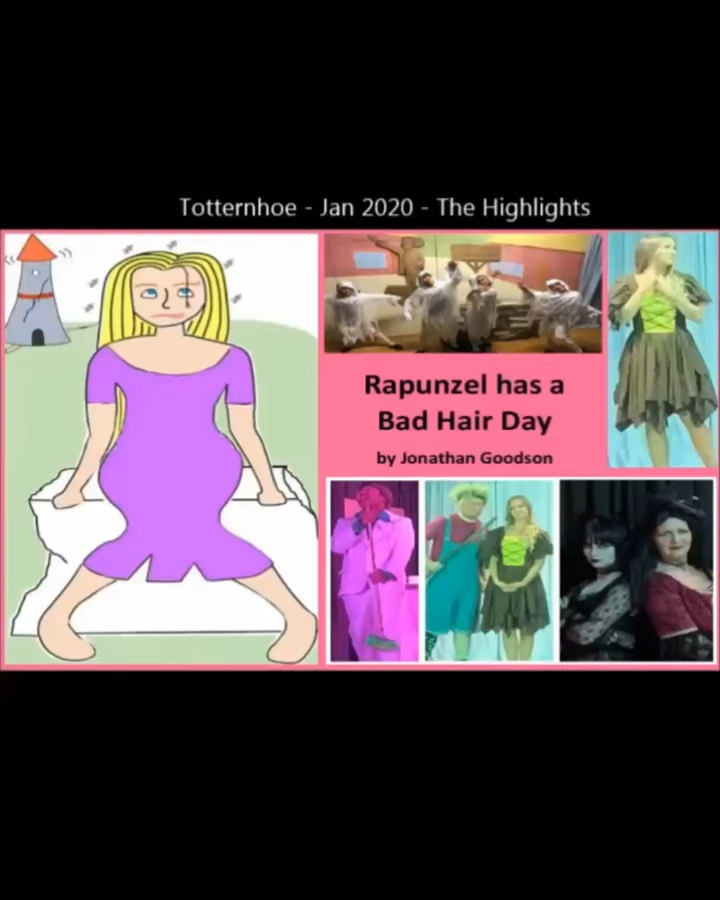 Totternhoe - Jan 2020 - The Highlights
Rapunzel has a
Bad Hair Day
by Jonathan Goodson